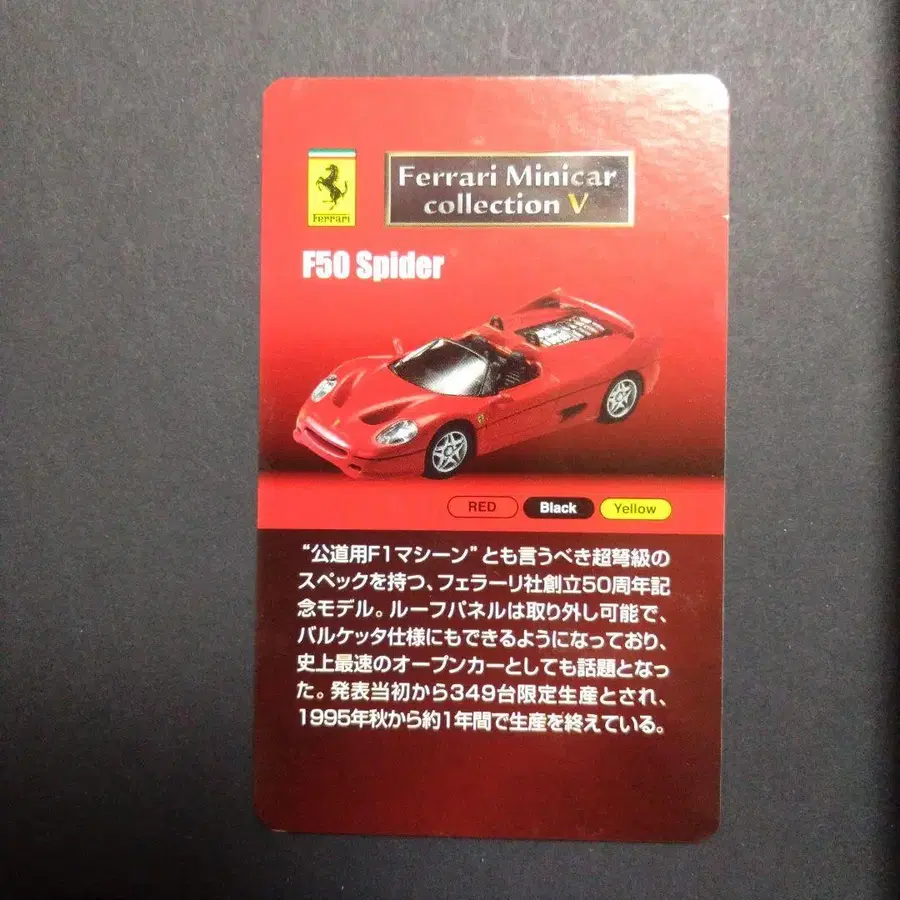 Ferrari
Ferrari Minicar
collection V
F50 Spider
RED Black Yellow
“公道用F1マシーン”とも言うべき超弩級の
スペックを持つ、フェラーリ社創立50周年記
念モデル。ルーフパネルは取り外し可能で、
バルケッタ仕様にもできるようになっており、
史上最速のオープンカーとしても話題となっ
た。発表当初から349台限定生産とされ、
1995年秋から約1年間で生産を終えている。